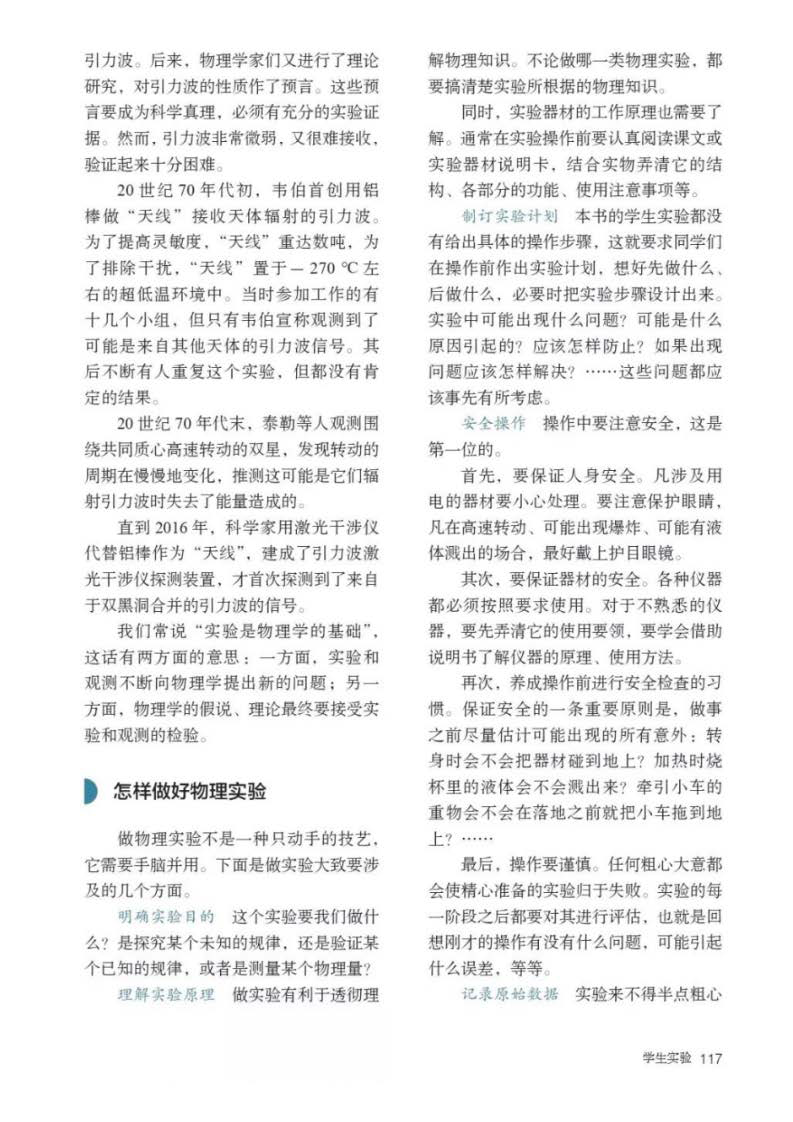 引力波。后来，物理学家们又进行了理论
研究，对引力波的性质作了预言。这些预
言要成为科学真理，必须有充分的实验证
据。然而，引力波非常微弱，又很难接收，
验证起来十分困难。
20 世纪 70 年代初，韦伯首创用铝
棒做“天线”接收天体辐射的引力波。
为了提高灵敏度，“天线”重达数吨，为
了排除干扰，“天线”置于－270 ℃左
右的超低温环境中。当时参加工作的有
十几个小组，但只有韦伯宣称观测到了
可能是来自其他天体的引力波信号。其
后不断有人重复这个实验，但都没有肯
定的结果。
20 世纪 70 年代末，泰勒等人观测围
绕共同质心高速转动的双星，发现转动的
周期在慢慢地变化，推测这可能是它们辐
射引力波时失去了能量造成的。
直到 2016 年，科学家用激光干涉仪
代替铝棒作为“天线”，建成了引力波激
光干涉仪探测装置，才首次探测到了来自
于双黑洞合并的引力波的信号。
我们常说“实验是物理学的基础”，
这话有两方面的意思：一方面，实验和
观测不断向物理学提出新的问题；另一
方面，物理学的假说、理论最终要接受实
验和观测的检验。
怎样做好物理实验
做物理实验不是一种只动手的技艺，
它需要手脑并用。下面是做实验大致要涉
及的几个方面。
明确实验目的 这个实验要我们做什
么？是探究某个未知的规律，还是验证某
个已知的规律，或者是测量某个物理量？
理解实验原理 做实验有利于透彻理
解物理知识。不论做哪一类物理实验，都
要搞清楚实验所根据的物理知识。
同时，实验器材的工作原理也需要了
解。通常在实验操作前要认真阅读课文或
实验器材说明卡，结合实物弄清它的结
构、各部分的功能、使用注意事项等。
制订实验计划 本书的学生实验都没
有给出具体的操作步骤，这就要求同学们
在操作前作出实验计划，想好先做什么、
后做什么，必要时把实验步骤设计出来。
实验中可能出现什么问题？可能是什么
原因引起的？应该怎样防止？如果出现
问题应该怎样解决？……这些问题都应
该事先有所考虑。
安全操作 操作中要注意安全，这是
第一位的。
首先，要保证人身安全。凡涉及用
电的器材要小心处理。要注意保护眼睛，
凡在高速转动、可能出现爆炸、可能有液
体溅出的场合，最好戴上护目眼镜。
其次，要保证器材的安全。各种仪器
都必须按照要求使用。对于不熟悉的仪
器，要先弄清它的使用要领，要学会借助
说明书了解仪器的原理、使用方法。
再次，养成操作前进行安全检查的习
惯。保证安全的一条重要原则是，做事
之前尽量估计可能出现的所有意外：转
身时会不会把器材碰到地上？加热时烧
杯里的液体会不会溅出来？牵引小车的
重物会不会在落地之前就把小车拖到地
上？……
最后，操作要谨慎。任何粗心大意都
会使精心准备的实验归于失败。实验的每
一阶段之后都要对其进行评估，也就是回
想刚才的操作有没有什么问题，可能引起
什么误差，等等。
记录原始数据 实验来不得半点粗心
学生实验 117